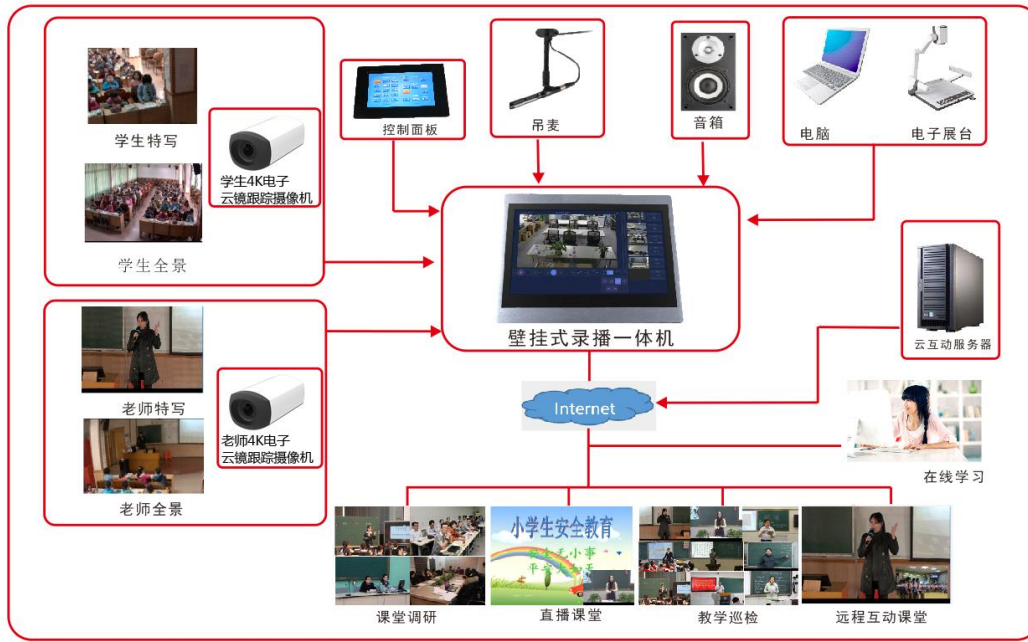 学生特写
学生4K电子
云镜跟踪摄像机
学生全景
控制面板
吊麦
音箱
电脑
电子展台
壁挂式录播一体机
云互动服务器
老师特写
老师4K电子
云镜跟踪摄像机
老师全景
Internet
在线学习
小学生安全教育
课堂调研
直播课堂
教学巡检
远程互动课堂